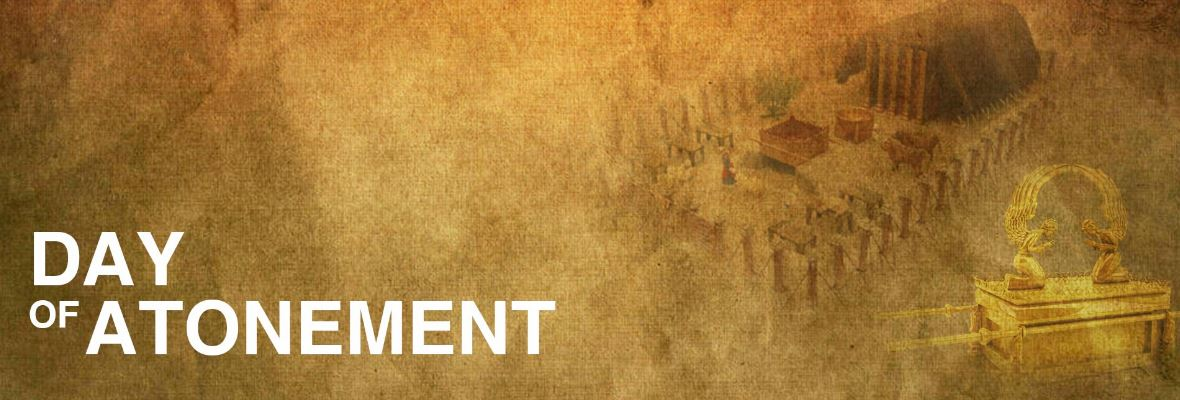 DAY
OF ATONEMENT